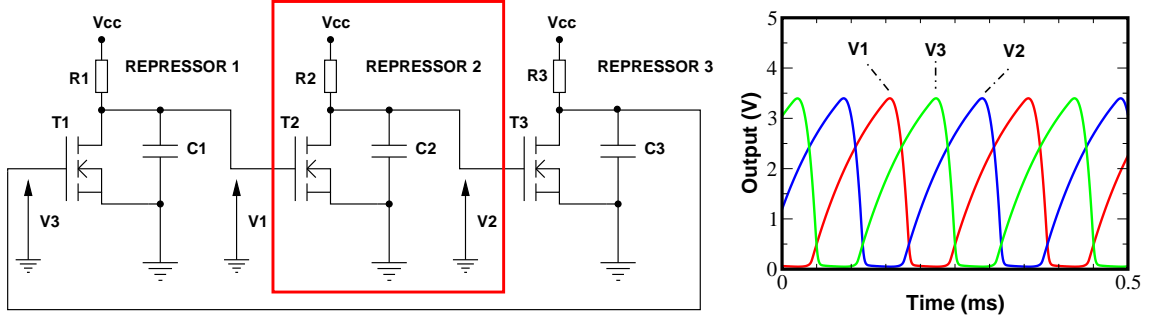 Vcc Vcc Vcc
R1 REPRESSOR 1 R2 REPRESSOR 2 R3 REPRESSOR 3
T1 T2 T3
C1 C2 C3
V3 V1 V2
V1 V3 V2
5
4
3
2
1
0
Output (V)
0 0.5
Time (ms)